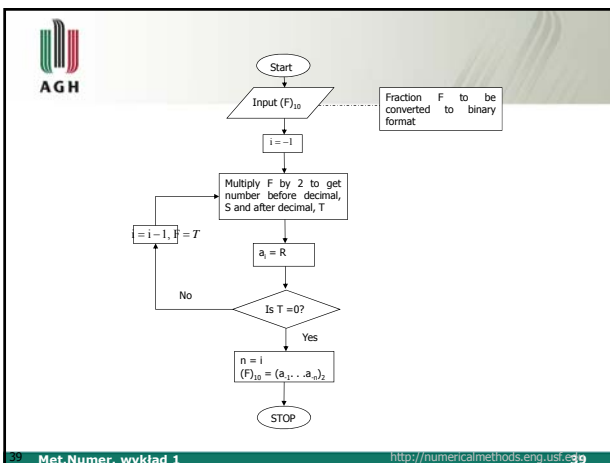 AGH
Start
Input (F)₁₀
Fraction F to be
converted to binary
format
i = −1
Multiply F by 2 to get
number before decimal,
S and after decimal, T
i = i − 1, F = T
aᵢ = R
No
Is T =0?
Yes
n = i
(F)₁₀ = (a₋₁. . .a₋ₙ)₂
STOP
39
Met.Numer. wykład 1
http://numericalmethods.eng.usf.edu
39